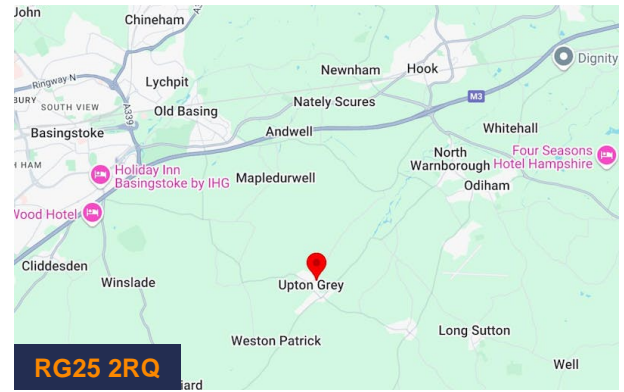 John
Chineham
Ringway N
Lychpit
Newnham
Hook
Dignity
BURY
SOUTH VIEW
A339
Old Basing
Nately Scures
M3
Basingstoke
Andwell
Whitehall
H HAM
Holiday Inn
Basingstoke by IHG
Mapledurwell
North
Warnborough
Four Seasons
Hotel Hampshire
Odiham
Wood Hotel
Cliddesden
Winslade
Upton Grey
Weston Patrick
Long Sutton
Well
RG25 2RQ
iard